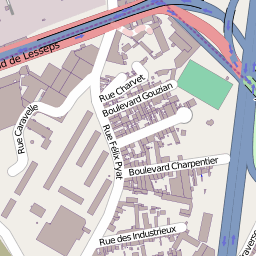 d de Lesseps
Rue Charvet
Boulevard Gouzian
Rue Caravelle
Rue Félix Pyat
Boulevard Charpentier
Rue des Industrieux